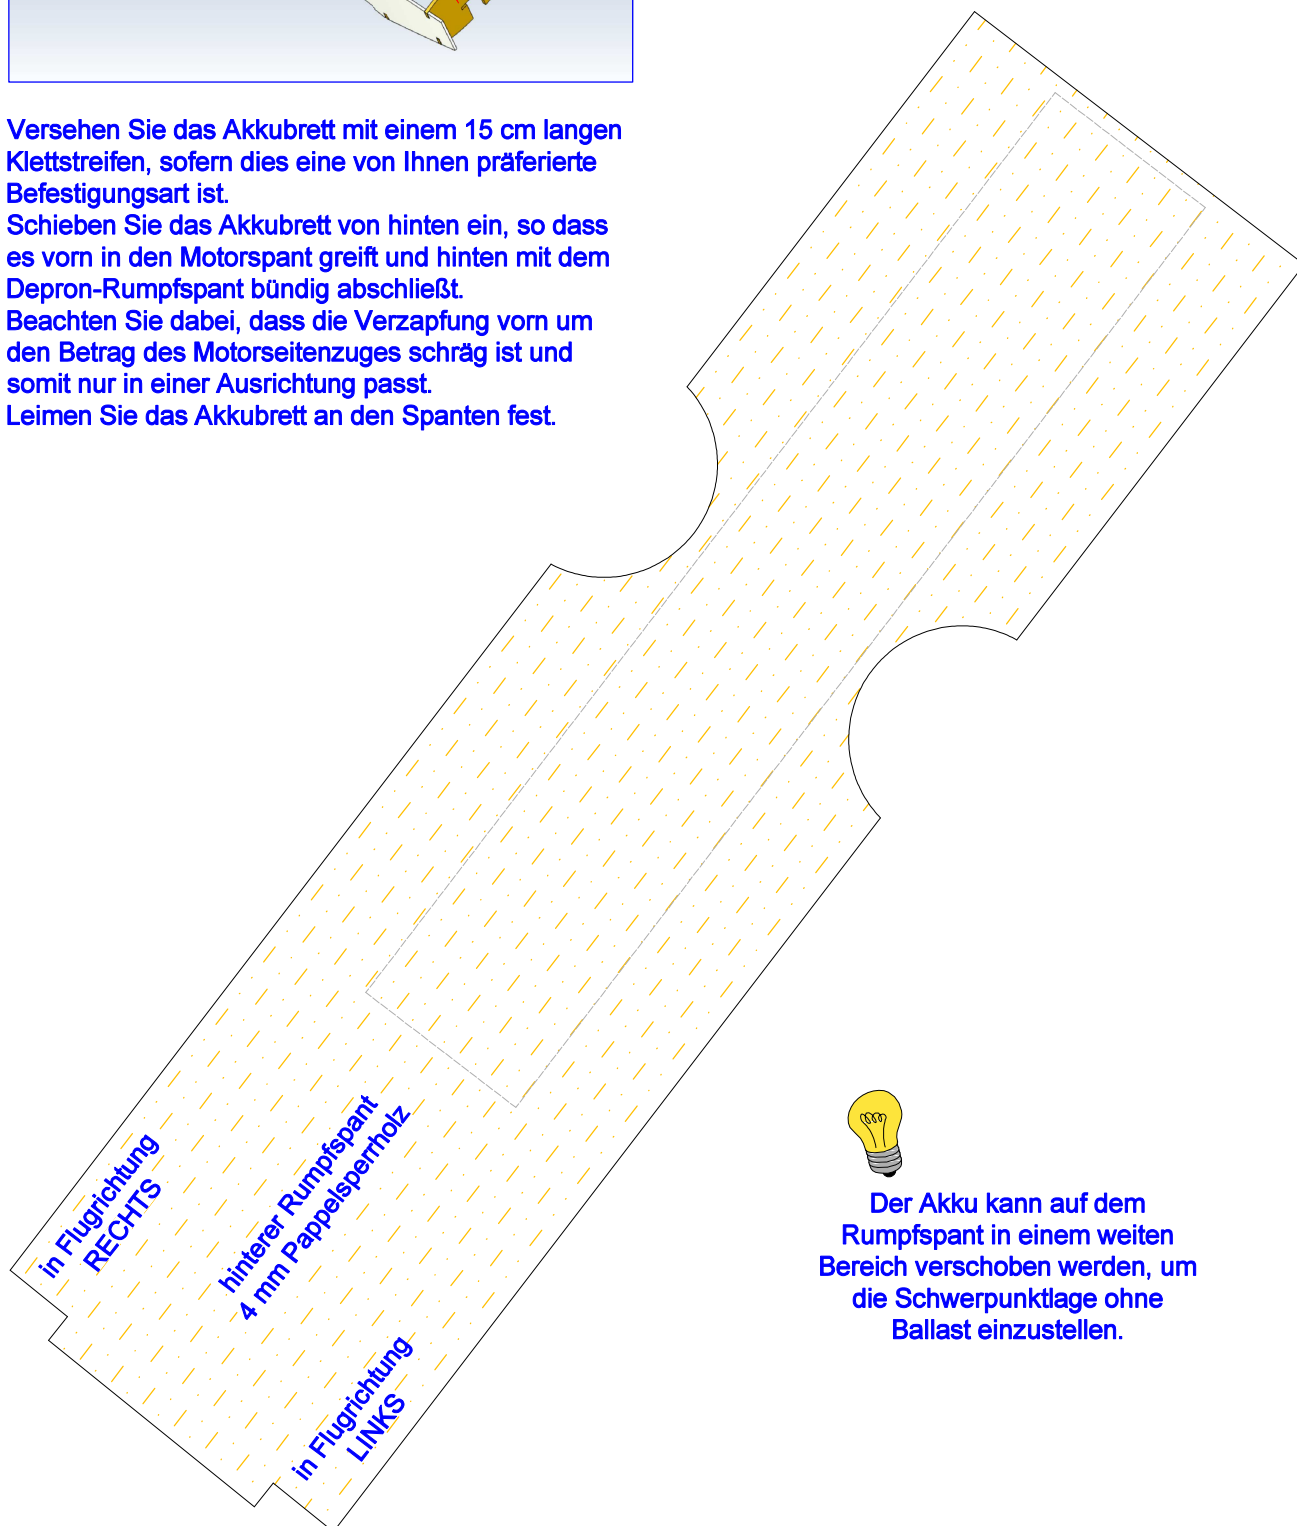 Versehen Sie das Akkubrett mit einem 15 cm langen
Klettstreifen, sofern dies eine von Ihnen präferierte
Befestigungsart ist.
Schieben Sie das Akkubrett von hinten ein, so dass
es vorn in den Motorspant greift und hinten mit dem
Depron-Rumpfspant bündig abschließt.
Beachten Sie dabei, dass die Verzapfung vorn um
den Betrag des Motorseitenzuges schräg ist und
somit nur in einer Ausrichtung passt.
Leimen Sie das Akkubrett an den Spanten fest.
in Flugrichtung
RECHTS
hinterer Rumpfspant
4 mm Pappelsperrholz
in Flugrichtung
LINKS
Der Akku kann auf dem
Rumpfspant in einem weiten
Bereich verschoben werden, um
die Schwerpunktlage ohne
Ballast einzustellen.